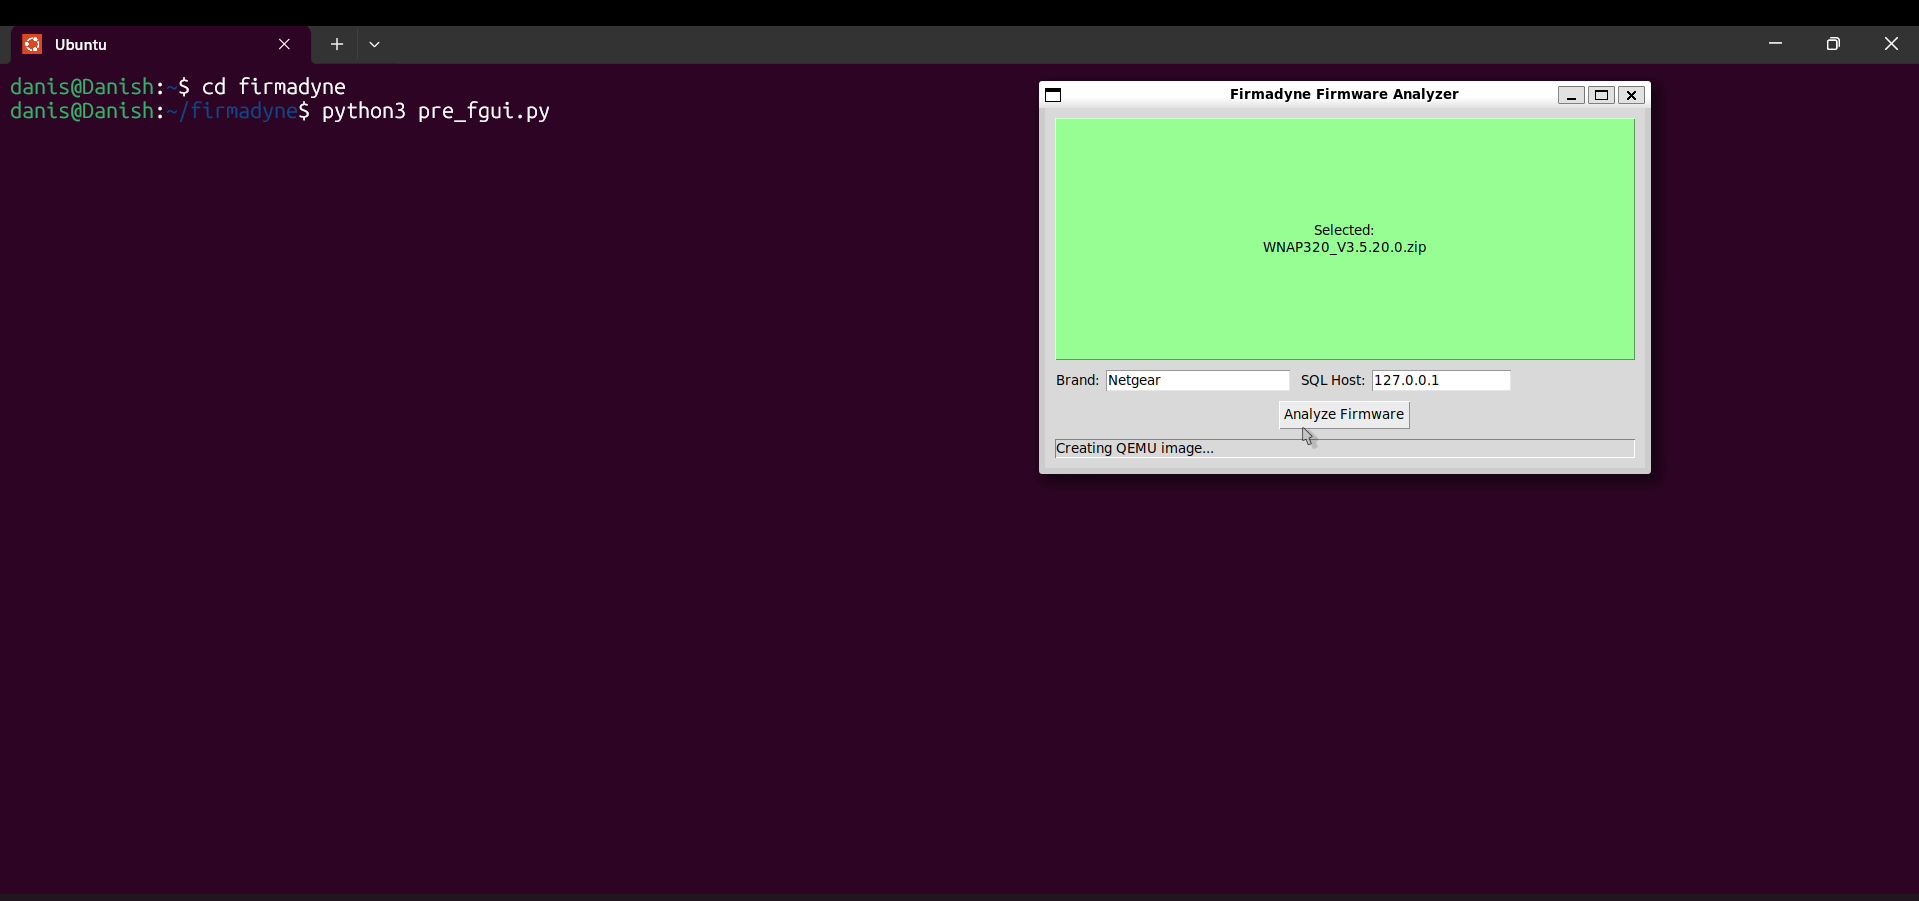 Ubuntu
danis@Danish:~$ cd firmadyne
danis@Danish:~/firmadyne$ python3 pre_fgui.py
Firmadyne Firmware Analyzer
Selected:
WNAP320_V3.5.20.0.zip
Brand: Netgear SQL Host: 127.0.0.1
Analyze Firmware
Creating QEMU image...